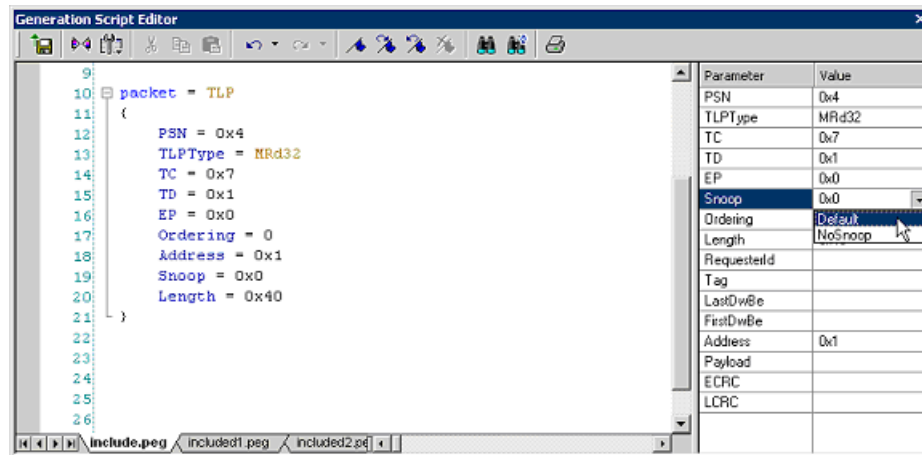 Generation Script Editor
9
10 packet = TLP
11 {
12 PSN = 0x4
13 TLPType = MRd32
14 TC = 0x7
15 TD = 0x1
16 EP = 0x0
17 Ordering = 0
18 Address = 0x1
19 Snoop = 0x0
20 Length = 0x40
21 }
22
23
24
25
26
include.peg included1.peg included2.pe
Parameter Value
PSN 0x4
TLPType MRd32
TC 0x7
TD 0x1
EP 0x0
Snoop 0x0
Ordering Default
Length NoSnoop
RequesterId
Tag
LastDwBe
FirstDwBe
Address 0x1
Payload
ECRC
LCRC